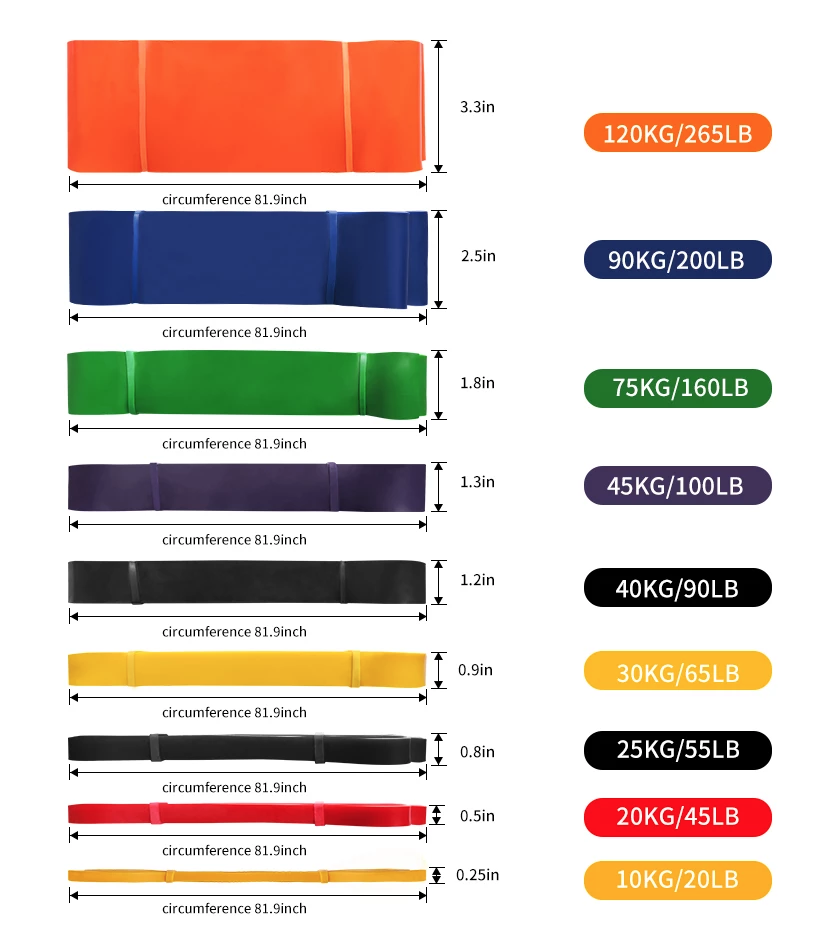 3.3in
120KG/265LB
circumference 81.9inch
2.5in
90KG/200LB
circumference 81.9inch
1.8in
75KG/160LB
circumference 81.9inch
1.3in
45KG/100LB
circumference 81.9inch
1.2in
40KG/90LB
circumference 81.9inch
0.9in
30KG/65LB
circumference 81.9inch
0.8in
25KG/55LB
circumference 81.9inch
0.5in
20KG/45LB
circumference 81.9inch
0.25in
10KG/20LB
circumference 81.9inch